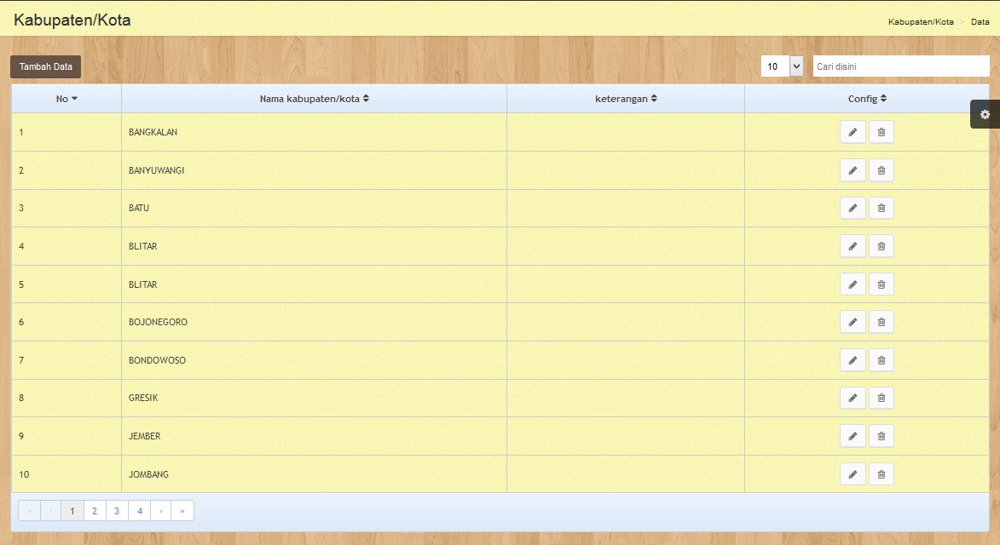 Kabupaten/Kota
Kabupaten/Kota > Data
Tambah Data
10
Cari disini
No Nama kabupaten/kota keterangan Config
1 BANGKALAN
2 BANYUWANGI
3 BATU
4 BLITAR
5 BLITAR
6 BOJONEGORO
7 BONDOWOSO
8 GRESIK
9 JEMBER
10 JOMBANG
« ‹ 1 2 3 4 › »